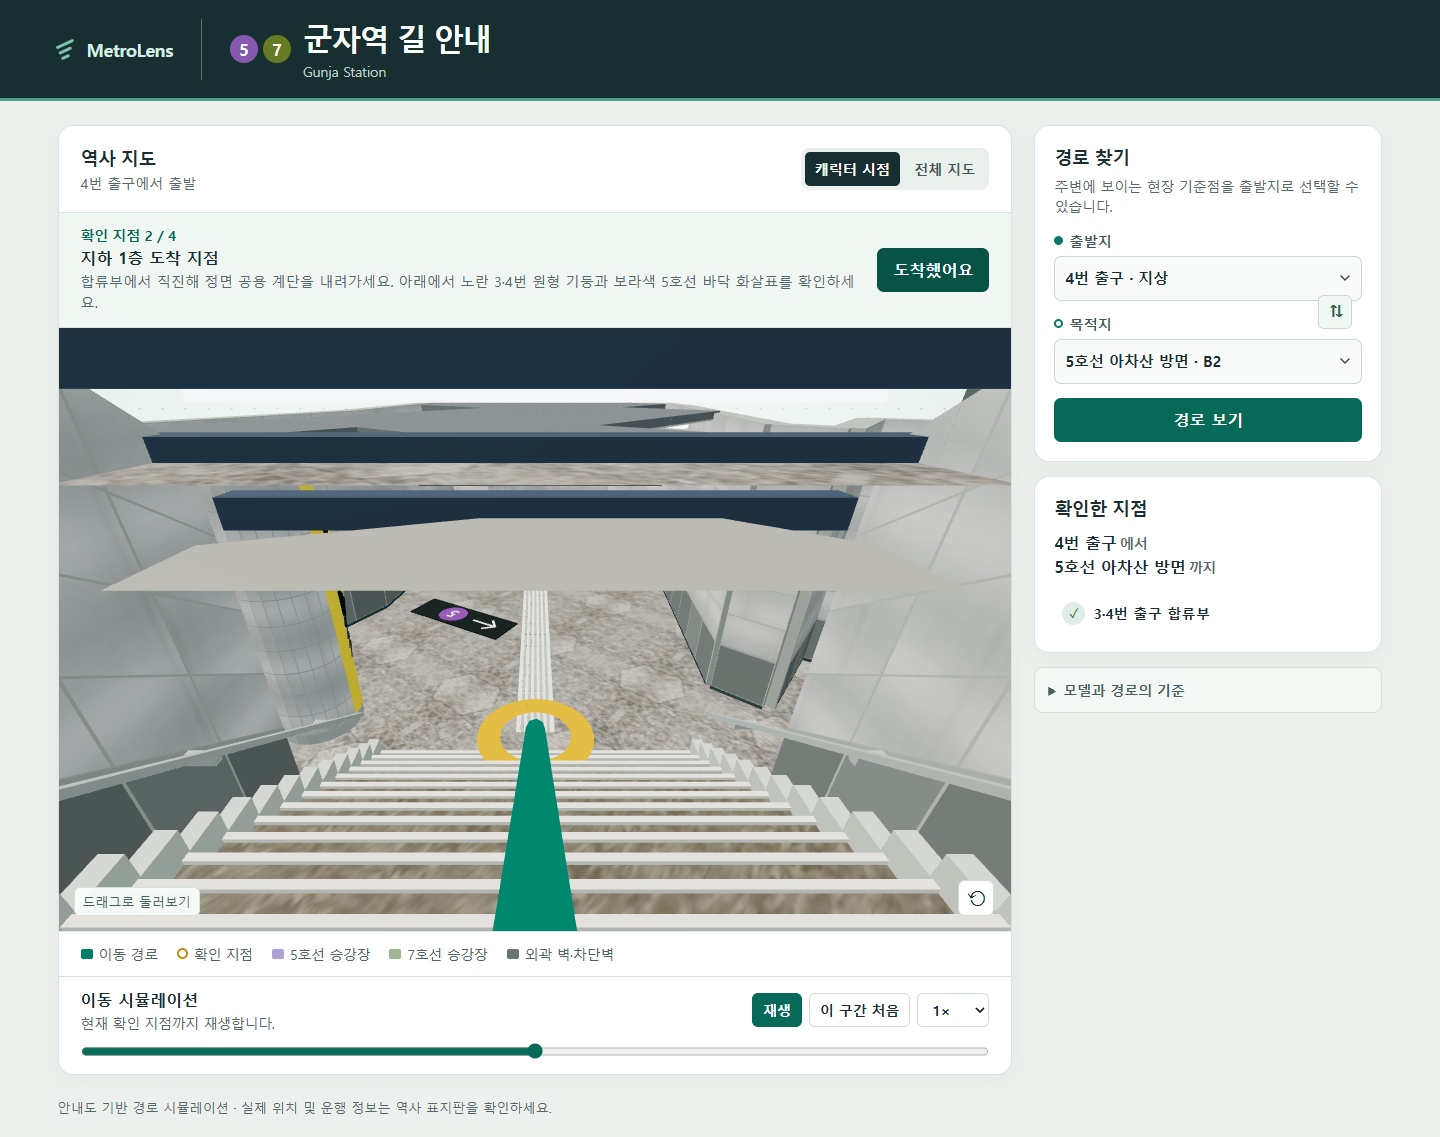 MetroLens
5 7 군자역 길 안내
Gunja Station
역사 지도
4번 출구에서 출발
캐릭터 시점 전체 지도
확인 지점 2 / 4
지하 1층 도착 지점
합류부에서 직진해 정면 공용 계단을 내려가세요. 아래에서 노란 3·4번 원형 기둥과 보라색 5호선 바닥 화살표를 확인하세
요.
도착했어요
5
드래그로 둘러보기
이동 경로 확인 지점 5호선 승강장 7호선 승강장 외곽 벽·차단벽
이동 시뮬레이션
현재 확인 지점까지 재생합니다.
재생 이 구간 처음 1×
경로 찾기
주변에 보이는 현장 기준점을 출발지로 선택할 수
있습니다.
출발지
4번 출구 · 지상
목적지
5호선 아차산 방면 · B2
경로 보기
확인한 지점
4번 출구 에서
5호선 아차산 방면 까지
3·4번 출구 합류부
모델과 경로의 기준
안내도 기반 경로 시뮬레이션 · 실제 위치 및 운행 정보는 역사 표지판을 확인하세요.